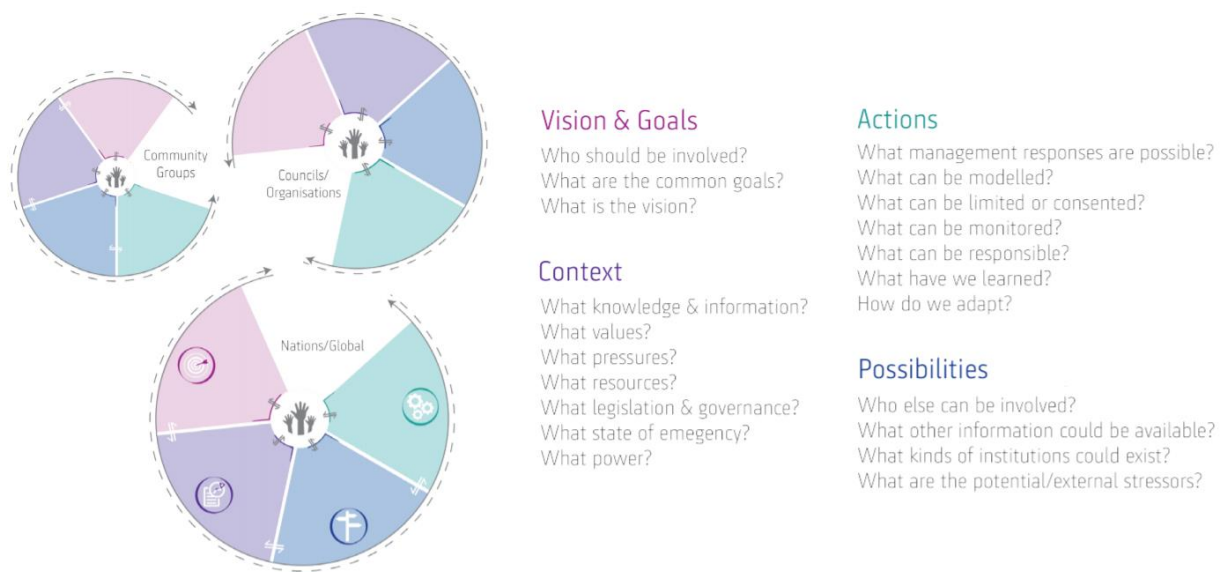 Community
Groups
Councils/
Organisations
Nations/Global
Vision & Goals
Who should be involved?
What are the common goals?
What is the vision?
Context
What knowledge & information?
What values?
What pressures?
What resources?
What legislation & governance?
What state of emegency?
What power?
Actions
What management responses are possible?
What can be modelled?
What can be limited or consented?
What can be monitored?
What can be responsible?
What have we learned?
How do we adapt?
Possibilities
Who else can be involved?
What other information could be available?
What kinds of institutions could exist?
What are the potential/external stressors?